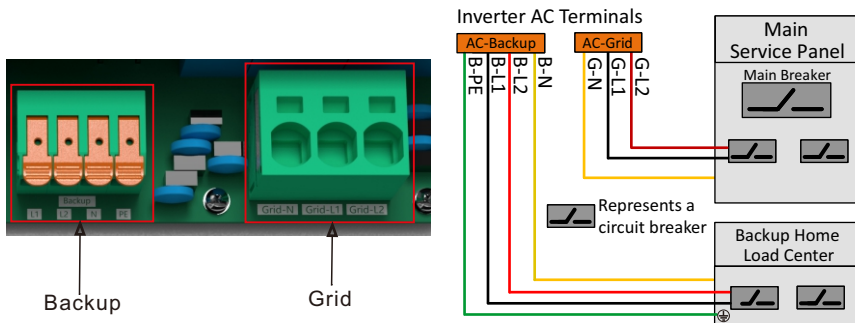 Backup
L1 L2 N PE
Grid-N Grid-L1 Grid-L2
Backup
Grid
Inverter AC Terminals
AC-Backup
AC-Grid
B-PE
B-L1
B-L2
B-N
G-N
G-L1
G-L2
Represents a
circuit breaker
Main
Service Panel
Main Breaker
Backup Home
Load Center